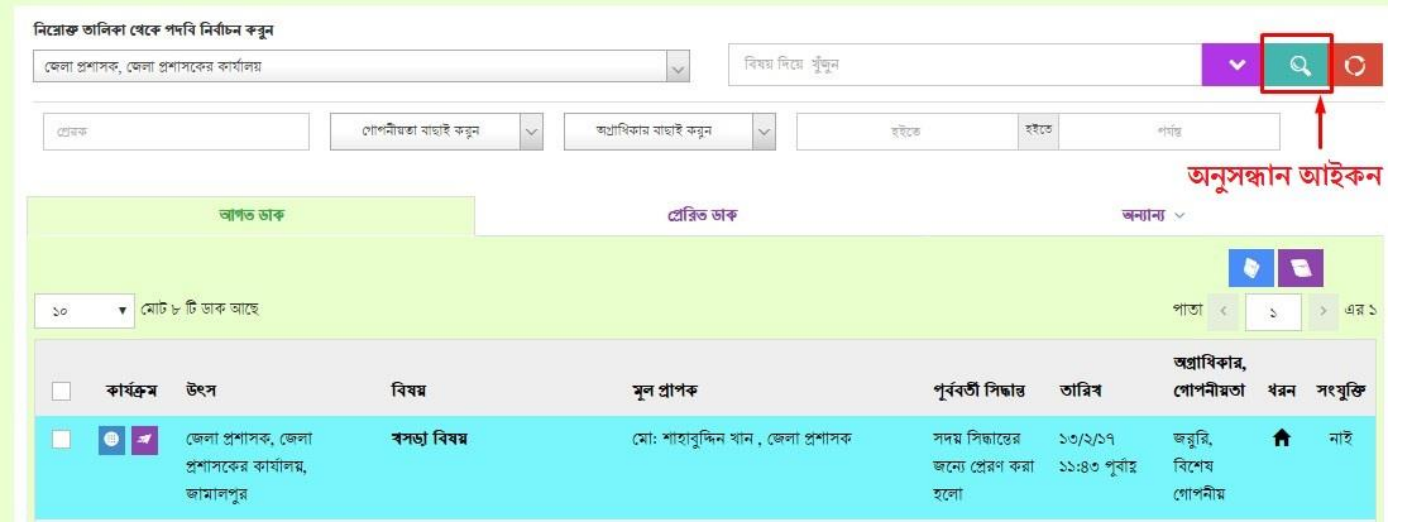 নিম্নোক্ত তালিকা থেকে পদবি নির্বাচন করুন
জেলা প্রশাসক, জেলা প্রশাসকের কার্যালয়
বিষয় দিয়ে খুঁজুন
প্রেরক
গোপনীয়তা বাছাই করুন
অগ্রাধিকার বাছাই করুন
হইতে
হইতে
পর্যন্ত
অনুসন্ধান আইকন
আগত ডাক
প্রেরিত ডাক
অন্যান্য
১০
মোট ৮ টি ডাক আছে
পাতা
১
এর ১
কার্যক্রম
উৎস
বিষয়
মূল প্রাপক
পূর্ববর্তী সিদ্ধান্ত
তারিখ
অগ্রাধিকার,
গোপনীয়তা
ধরন
সংযুক্তি
জেলা প্রশাসক, জেলা
প্রশাসকের কার্যালয়,
জামালপুর
খসড়া বিষয়
মো: শাহাবুদ্দিন খান , জেলা প্রশাসক
সদয় সিদ্ধান্তের
জন্যে প্রেরণ করা
হলো
১৩/২/১৭
১১:৪৩ পূর্বাহ্ণ
জরুরি,
বিশেষ
গোপনীয়
নাই